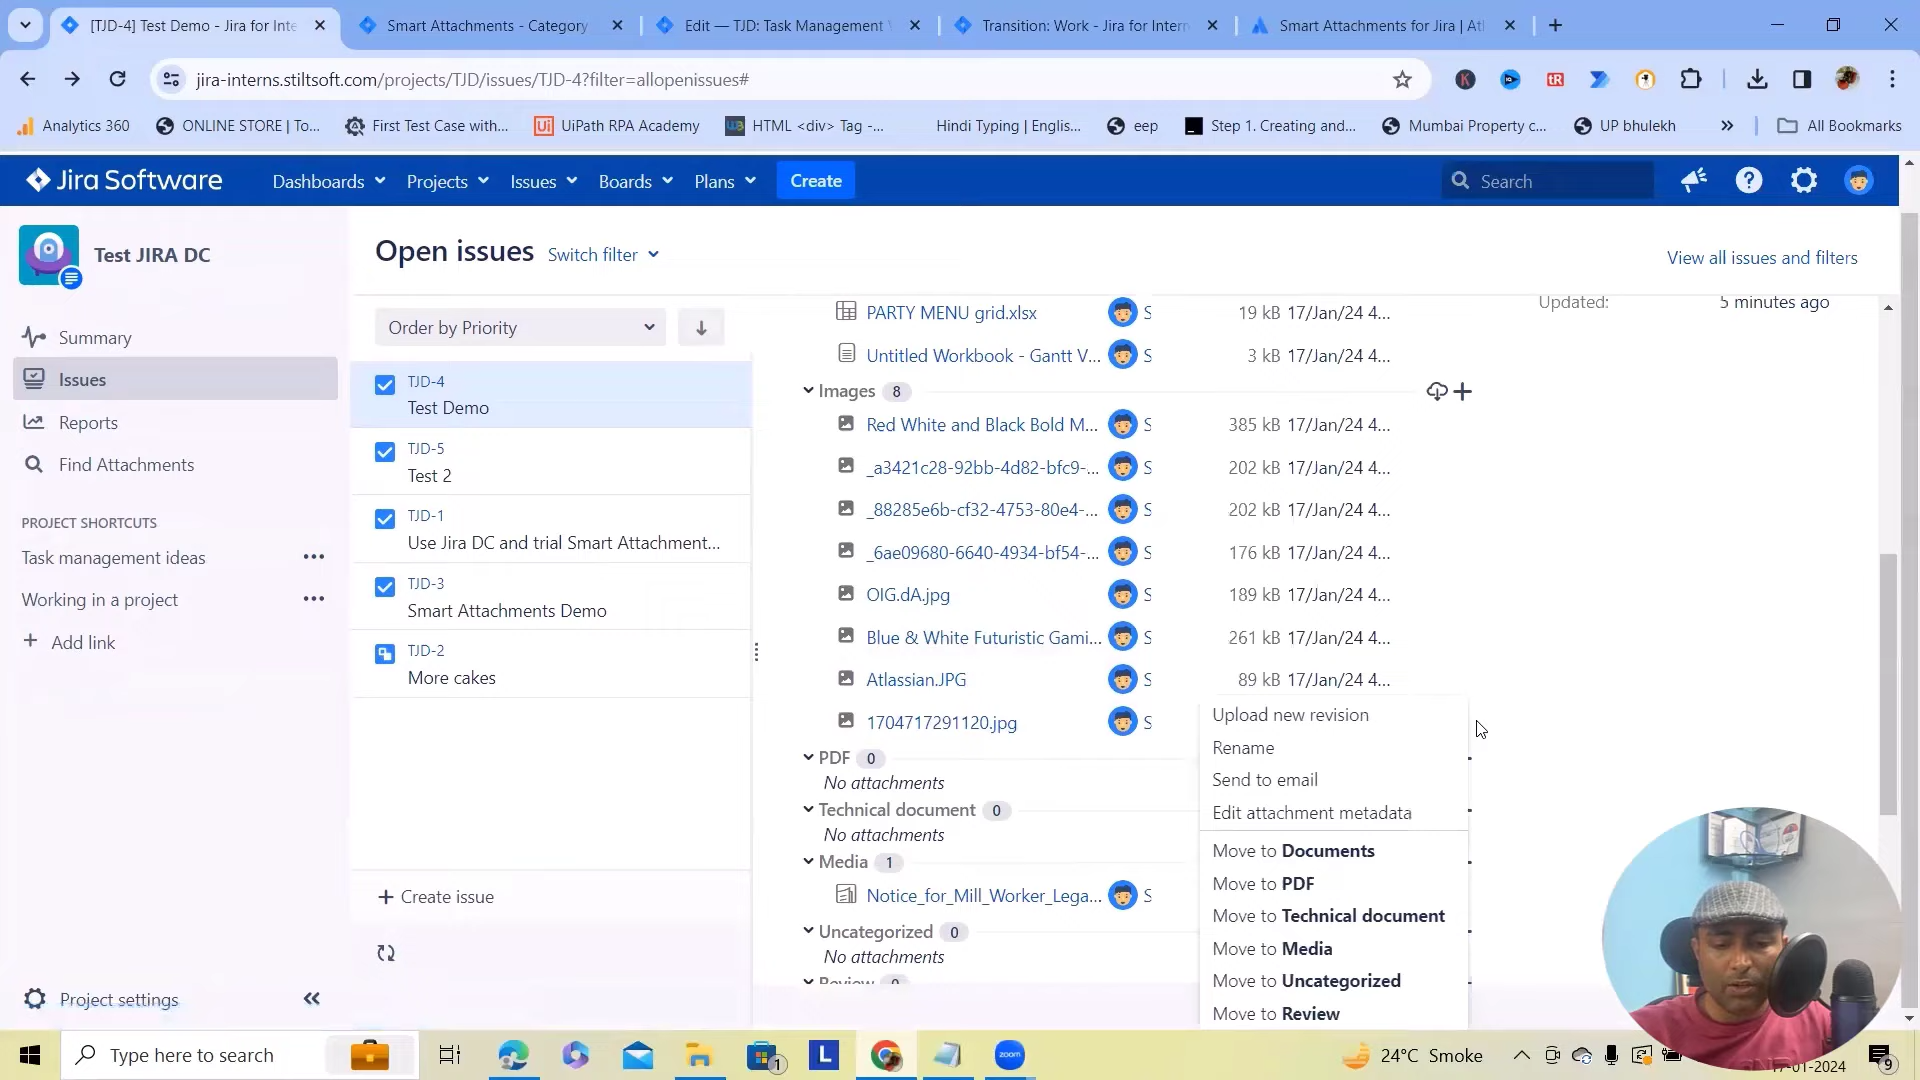 [TJD-4] Test Demo - Jira for Inte
Smart Attachments - Category
Edit — TJD: Task Management
Transition: Work - Jira for Intern
Smart Attachments for Jira | Atl
jira-interns.stiltsoft.com/projects/TJD/issues/TJD-4?filter=allopenissues#
Analytics 360
ONLINE STORE | To...
First Test Case with...
UiPath RPA Academy
HTML <div> Tag -...
Hindi Typing | Englis...
eep
Step 1. Creating and...
Mumbai Property c...
UP bhulekh
All Bookmarks
Jira Software
Dashboards
Projects
Issues
Boards
Plans
Create
Search
Test JIRA DC
Summary
Issues
Reports
Find Attachments
PROJECT SHORTCUTS
Task management ideas
Working in a project
Add link
Project settings
Open issues
Switch filter
View all issues and filters
Order by Priority
TJD-4
Test Demo
TJD-5
Test 2
TJD-1
Use Jira DC and trial Smart Attachment...
TJD-3
Smart Attachments Demo
TJD-2
More cakes
Create issue
Updated: 5 minutes ago
PARTY MENU grid.xlsx S 19 kB 17/Jan/24 4...
Untitled Workbook - Gantt V... S 3 kB 17/Jan/24 4...
Images 8
Red White and Black Bold M... S 385 kB 17/Jan/24 4...
_a3421c28-92bb-4d82-bfc9-... S 202 kB 17/Jan/24 4...
_88285e6b-cf32-4753-80e4-... S 202 kB 17/Jan/24 4...
_6ae09680-6640-4934-bf54-... S 176 kB 17/Jan/24 4...
OIG.dA.jpg S 189 kB 17/Jan/24 4...
Blue & White Futuristic Gami... S 261 kB 17/Jan/24 4...
Atlassian.JPG S 89 kB 17/Jan/24 4...
1704717291120.jpg S
PDF 0
No attachments
Technical document 0
No attachments
Media 1
Notice_for_Mill_Worker_Lega... S
Uncategorized 0
No attachments
Review 0
Upload new revision
Rename
Send to email
Edit attachment metadata
Move to Documents
Move to PDF
Move to Technical document
Move to Media
Move to Uncategorized
Move to Review
Type here to search
1
L
zoom
24°C Smoke
17-01-2024
9